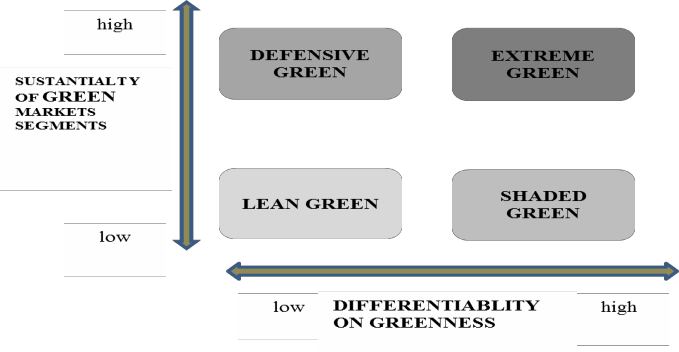 high
DEFENSIVE
GREEN
EXTREME
GREEN
SUSTANTIALTY
OF GREEN
MARKETS
SEGMENTS
LEAN GREEN
SHADED
GREEN
low
low
DIFFERENTIABLITY
ON GREENNESS
high